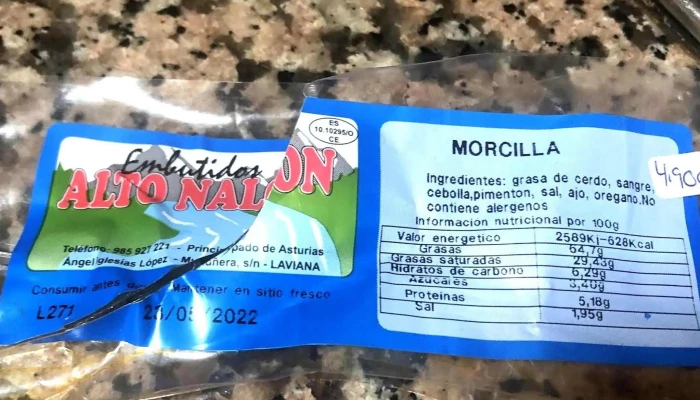 Embutidos
ALTO NALON
ES
10.10295/O
CE
Teléfono: 985 927 221 - Principado de Asturias
Angel Iglesias López - s/n - LAVIANA
Consumir antes Mantener en sitio fresco
L271 /2022
MORCILLA
Ingredientes: grasa de cerdo, sangre,
cebolla,pimenton, sal, ajo, oregano.No
contiene alergenos
Informacion nutricional por 100g
Valor energetico 2589Kj-628Kcal
Grasas 64,7g
Grasas saturadas 29,43g
Hidratos de carbono 6,29g
Azucares 3,40g
Proteinas 5,18g
Sal 1,95g
4.90